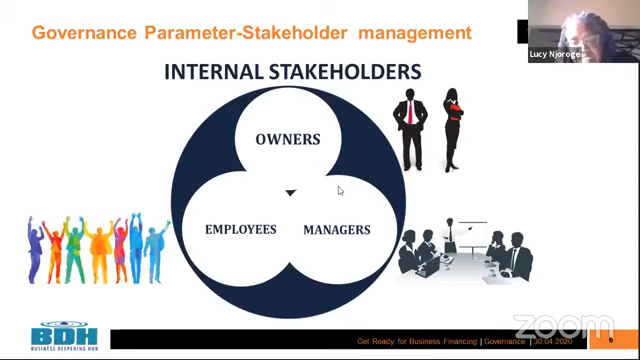 Governance Parameter-Stakeholder management
Lucy Njoroge
INTERNAL STAKEHOLDERS
OWNERS
EMPLOYEES
MANAGERS
BDH
BUSINESS DEEPENING HUB
Get Ready for Business Financing | Governance | 30.04.2020
6
zoom